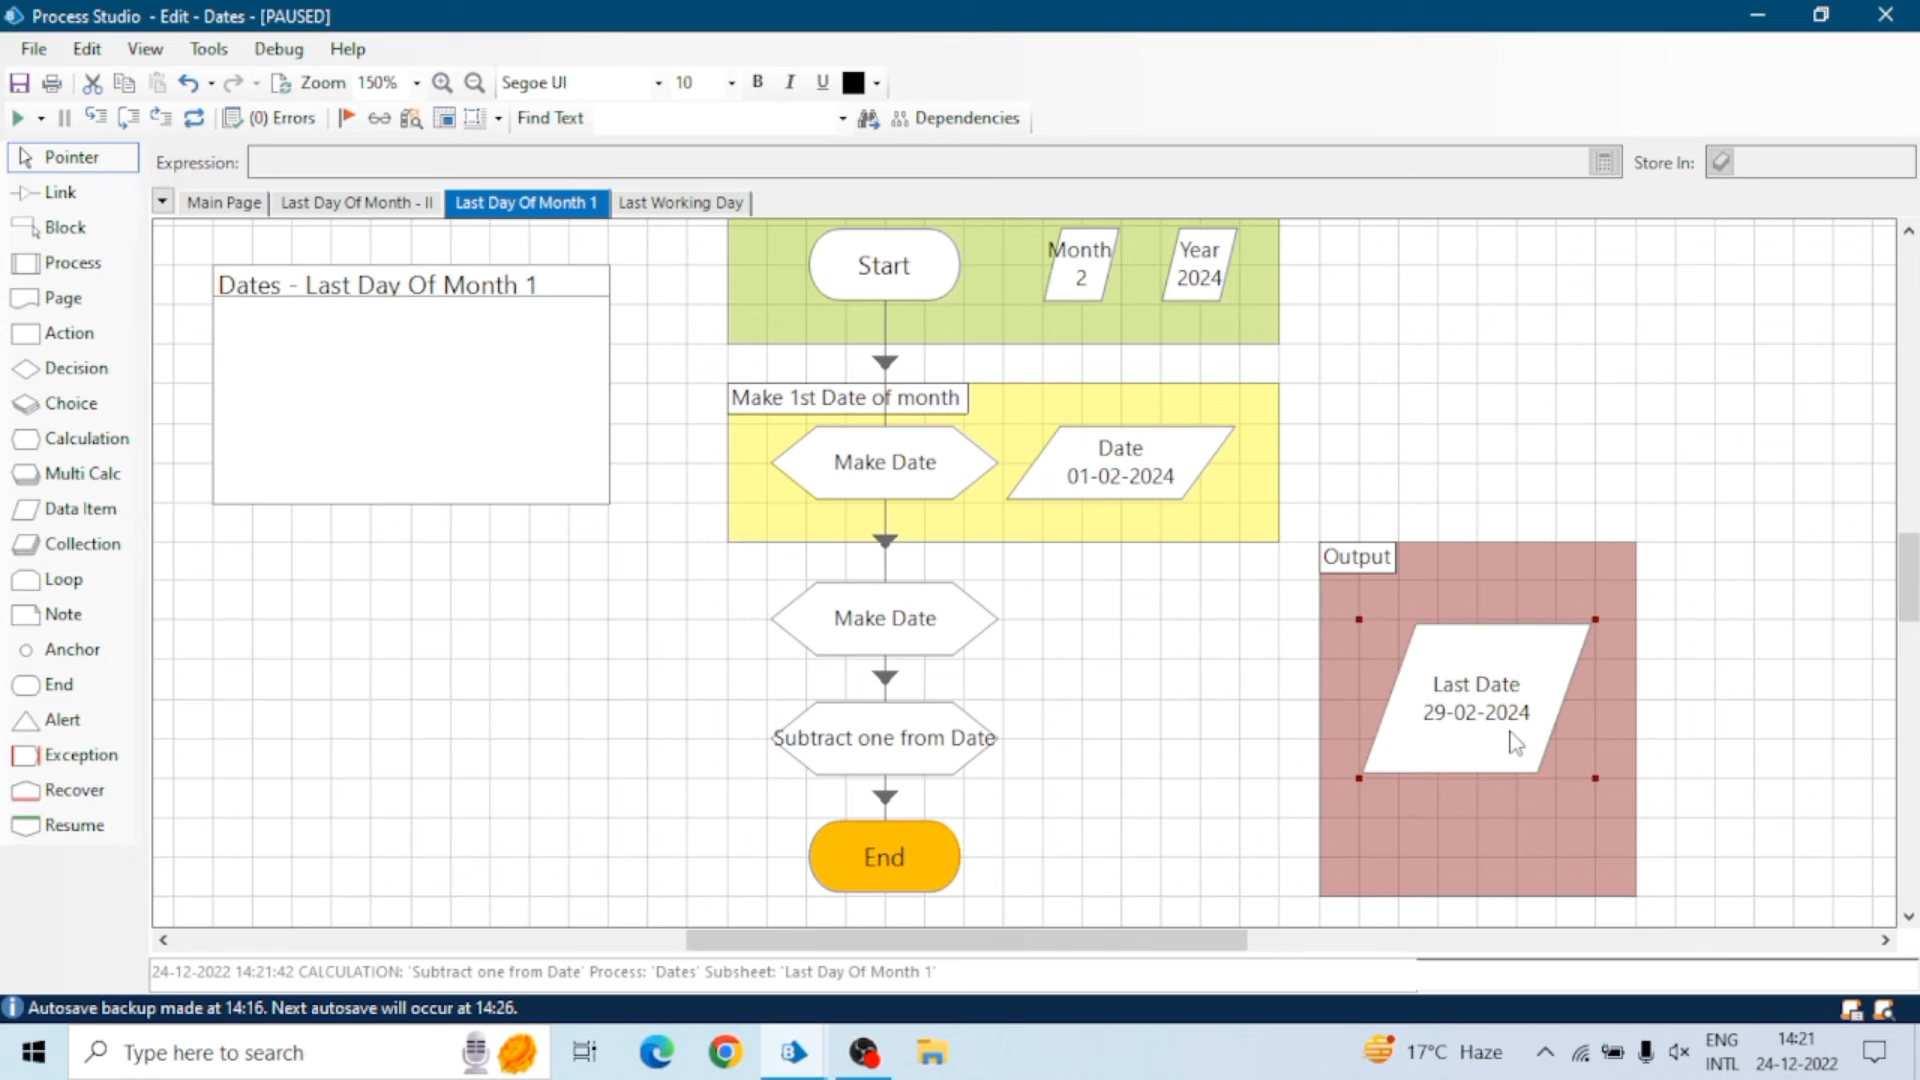 Process Studio - Edit - Dates - [PAUSED]
File Edit View Tools Debug Help
Zoom 150% Segoe UI 10 B I U
(0) Errors Find Text Dependencies
Pointer
Link
Block
Process
Page
Action
Decision
Choice
Calculation
Multi Calc
Data Item
Collection
Loop
Note
Anchor
End
Alert
Exception
Recover
Resume
Expression: Store In:
Main Page Last Day Of Month - II Last Day Of Month 1 Last Working Day
Dates - Last Day Of Month 1
Start
Month
2
Year
2024
Make 1st Date of month
Make Date
Date
01-02-2024
Make Date
Subtract one from Date
End
Output
Last Date
29-02-2024
24-12-2022 14:21:42 CALCULATION: 'Subtract one from Date' Process: 'Dates' Subsheet: 'Last Day Of Month 1'
Autosave backup made at 14:16. Next autosave will occur at 14:26.
Type here to search
17°C Haze
ENG
INTL
14:21
24-12-2022